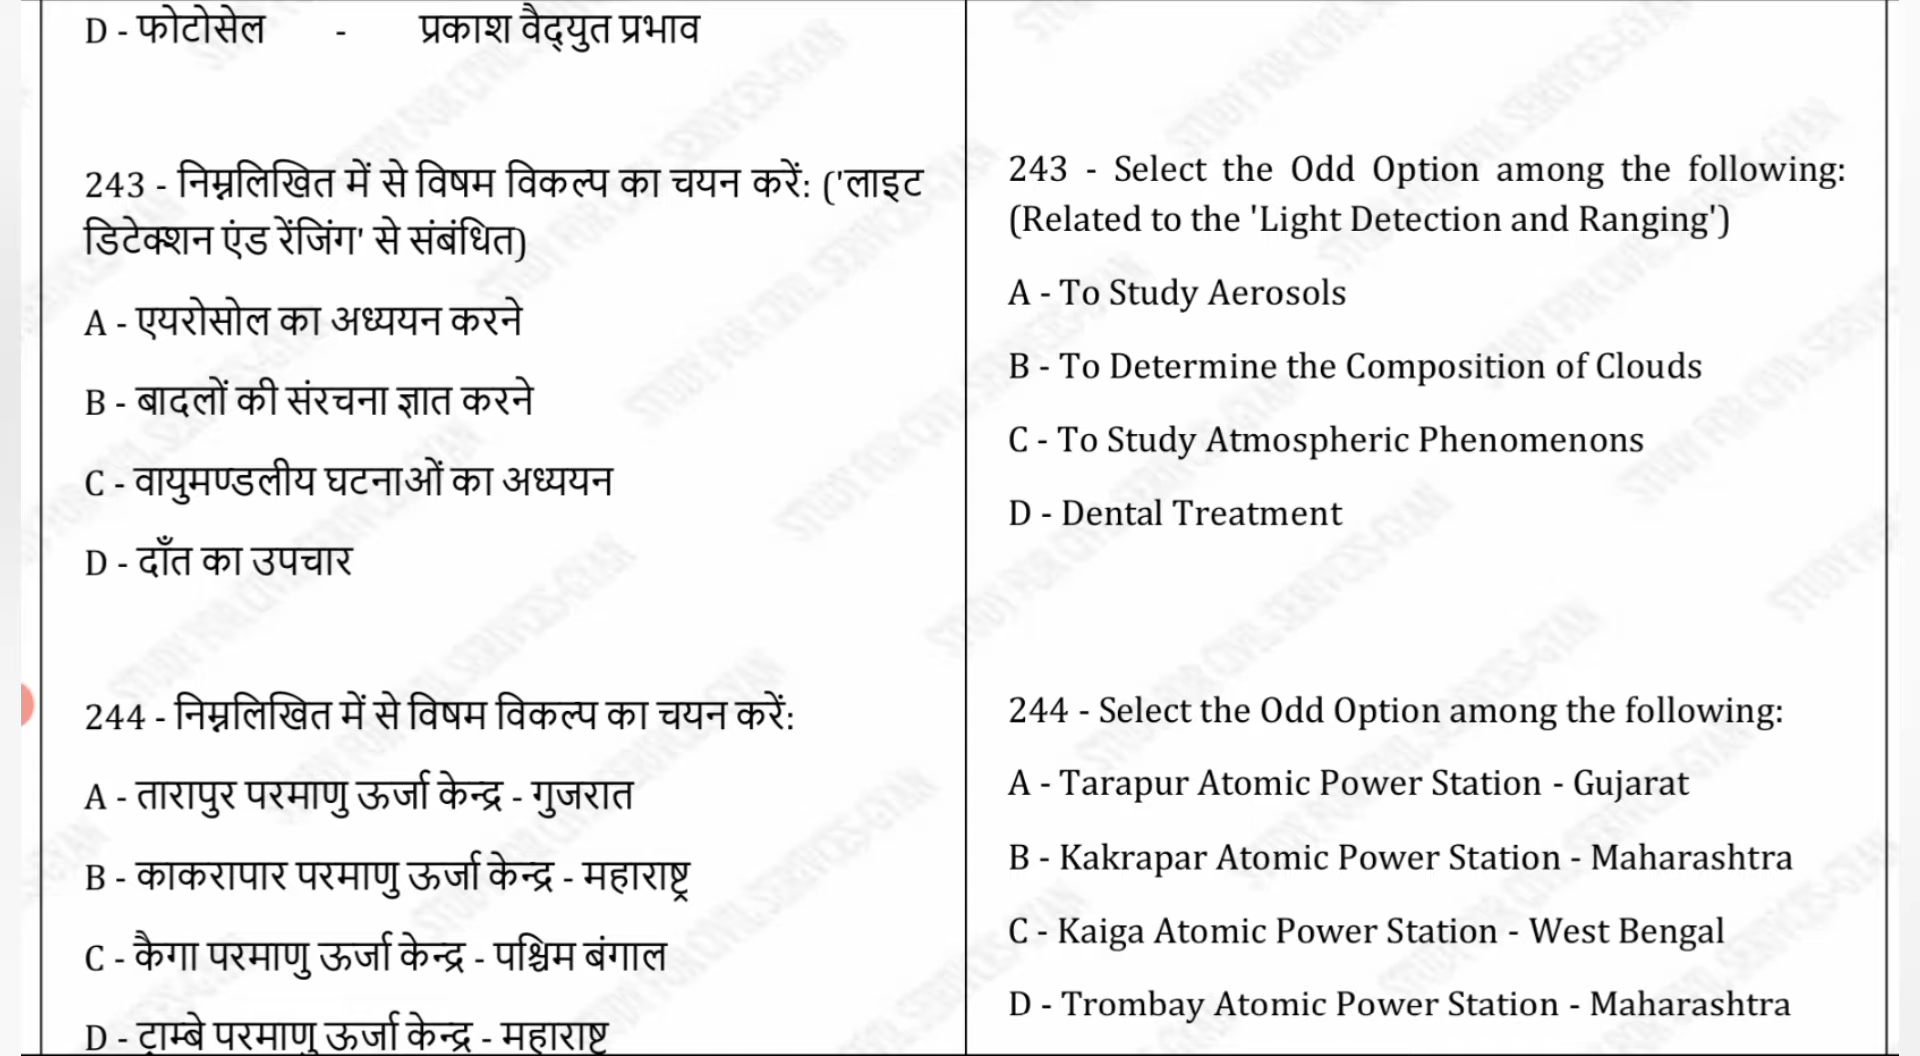 D - फोटोसेल - प्रकाश वैद्युत प्रभाव
243 - निम्नलिखित में से विषम विकल्प का चयन करें: ('लाइट
डिटेक्शन एंड रेंजिंग' से संबंधित)
A - एयरोसोल का अध्ययन करने
B - बादलों की संरचना ज्ञात करने
C - वायुमण्डलीय घटनाओं का अध्ययन
D - दाँत का उपचार
244 - निम्नलिखित में से विषम विकल्प का चयन करें:
A - तारापुर परमाणु ऊर्जा केन्द्र - गुजरात
B - काकरापार परमाणु ऊर्जा केन्द्र - महाराष्ट्र
C - कैगा परमाणु ऊर्जा केन्द्र - पश्चिम बंगाल
D - ट्राम्बे परमाणु ऊर्जा केन्द्र - महाराष्ट्र
243 - Select the Odd Option among the following:
(Related to the 'Light Detection and Ranging')
A - To Study Aerosols
B - To Determine the Composition of Clouds
C - To Study Atmospheric Phenomenons
D - Dental Treatment
244 - Select the Odd Option among the following:
A - Tarapur Atomic Power Station - Gujarat
B - Kakrapar Atomic Power Station - Maharashtra
C - Kaiga Atomic Power Station - West Bengal
D - Trombay Atomic Power Station - Maharashtra